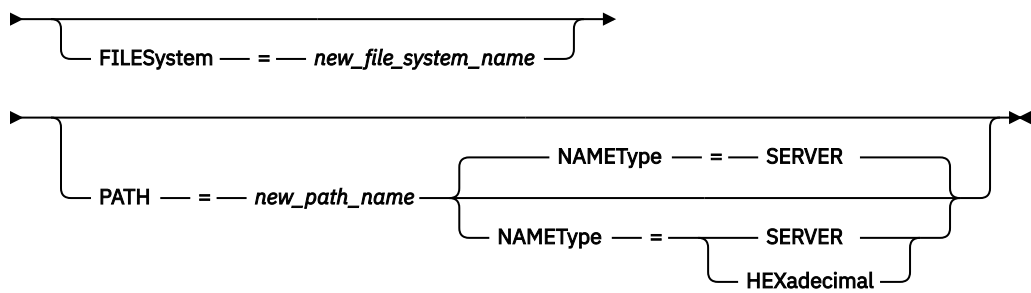 FILESystem = new_file_system_name
NAMEType = SERVER
PATH = new_path_name
NAMEType = SERVER
HEXadecimal